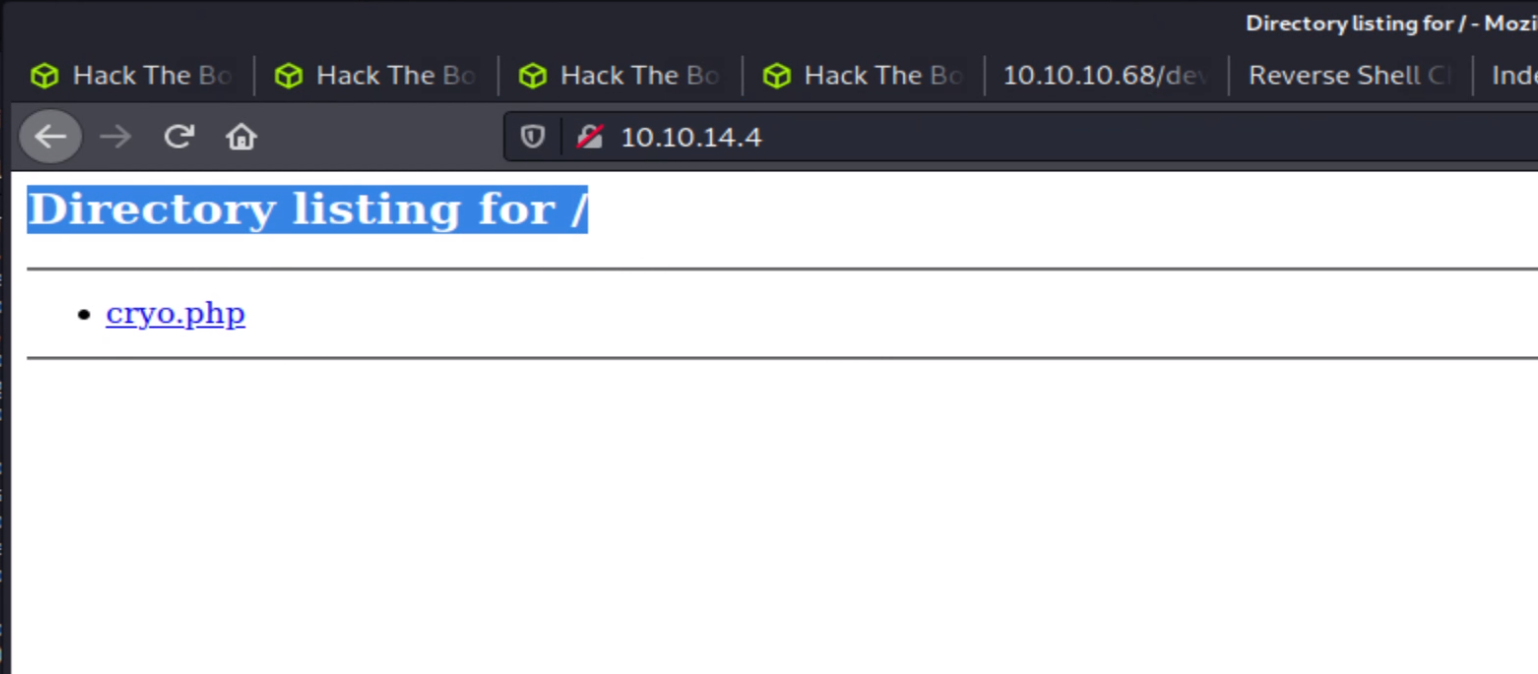 Directory listing for / - Mozi
Hack The Bo Hack The Bo Hack The Bo Hack The Bo 10.10.10.68/dev Reverse Shell C Inde
10.10.14.4
Directory listing for /
cryo.php